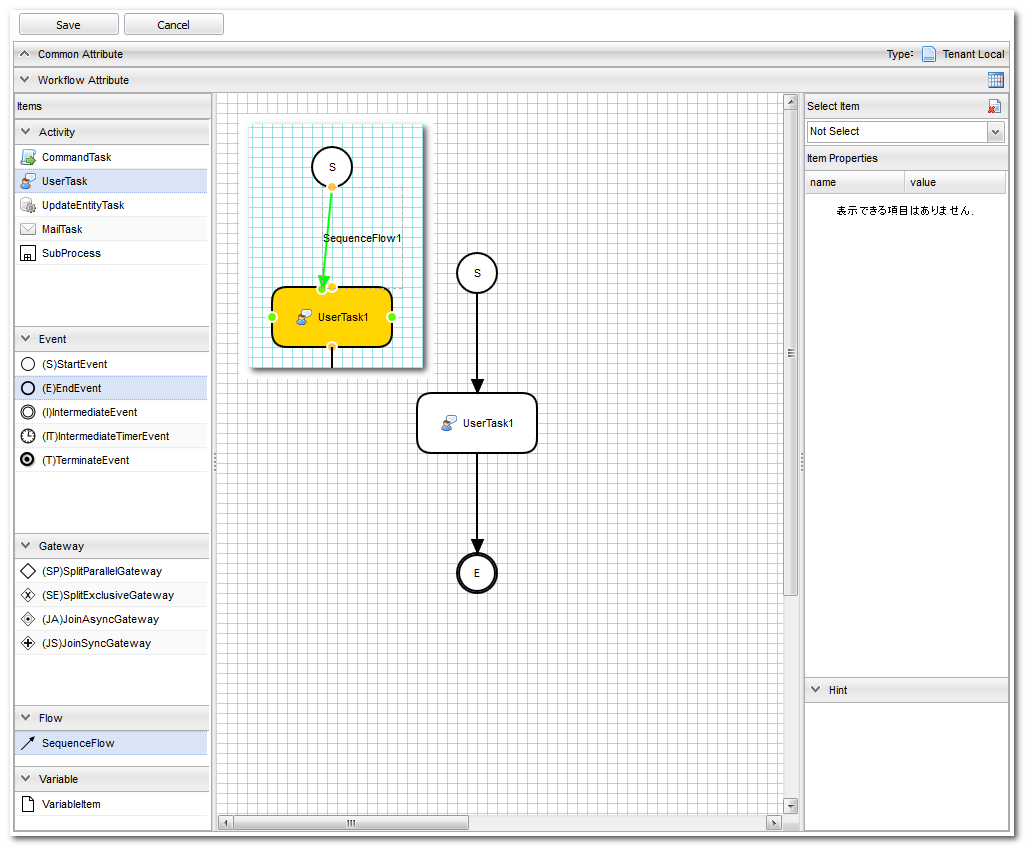 Save
Cancel
Common Attribute
Type:
Tenant Local
Workflow Attribute
Items
Activity
CommandTask
UserTask
UpdateEntityTask
MailTask
SubProcess
Event
(S)StartEvent
(E)EndEvent
(I)IntermediateEvent
(IT)IntermediateTimerEvent
(T)TerminateEvent
Gateway
(SP)SplitParallelGateway
(SE)SplitExclusiveGateway
(JA)JoinAsyncGateway
(JS)JoinSyncGateway
Flow
SequenceFlow
Variable
VariableItem
S
SequenceFlow1
UserTask1
S
UserTask1
E
Select Item
Not Select
Item Properties
name
value
表示できる項目はありません.
Hint